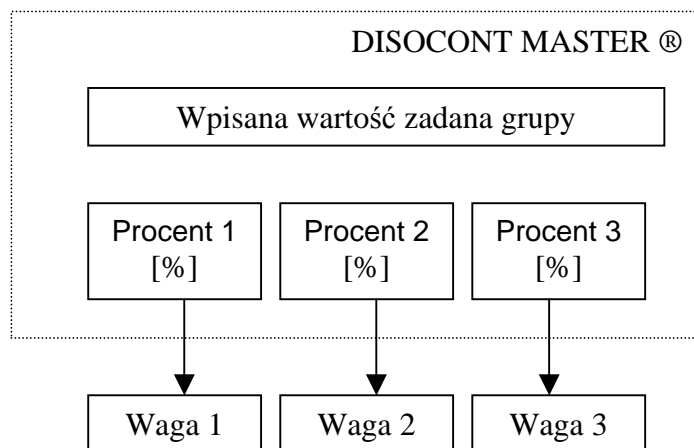 DISOCONT MASTER ®
Wpisana wartość zadana grupy
Procent 1
[%]
Procent 2
[%]
Procent 3
[%]
Waga 1
Waga 2
Waga 3